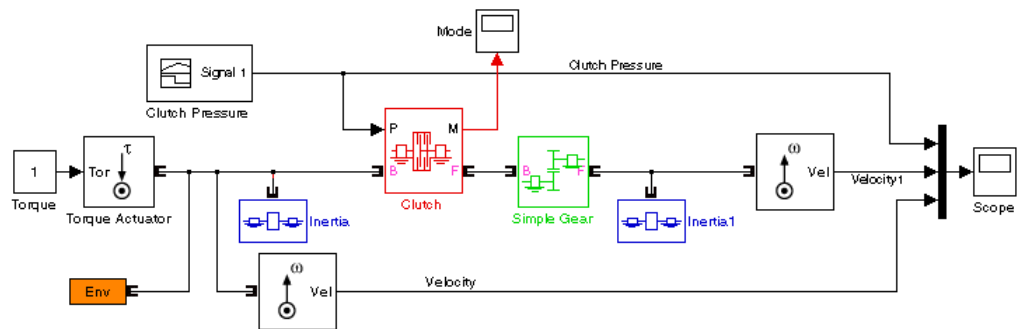 Mode
Signal 1
Clutch Pressure
Clutch Pressure
P
M
B
F
Clutch
1
Torque
Tor
τ
Torque Actuator
B
F
Simple Gear
ω
Vel
Velocity1
Scope
Inertia
Inertia1
Env
ω
Vel
Velocity